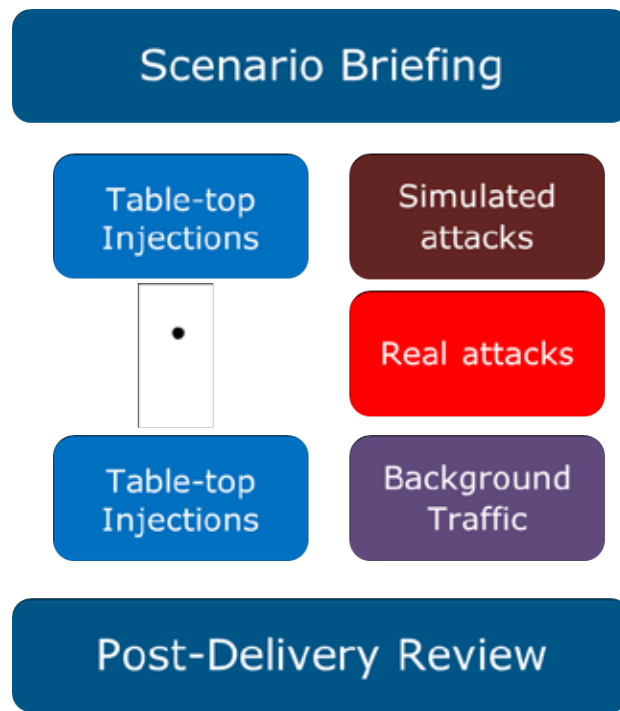 Scenario Briefing
Table-top
Injections
Simulated
attacks
Real attacks
Table-top
Injections
Background
Traffic
Post-Delivery Review